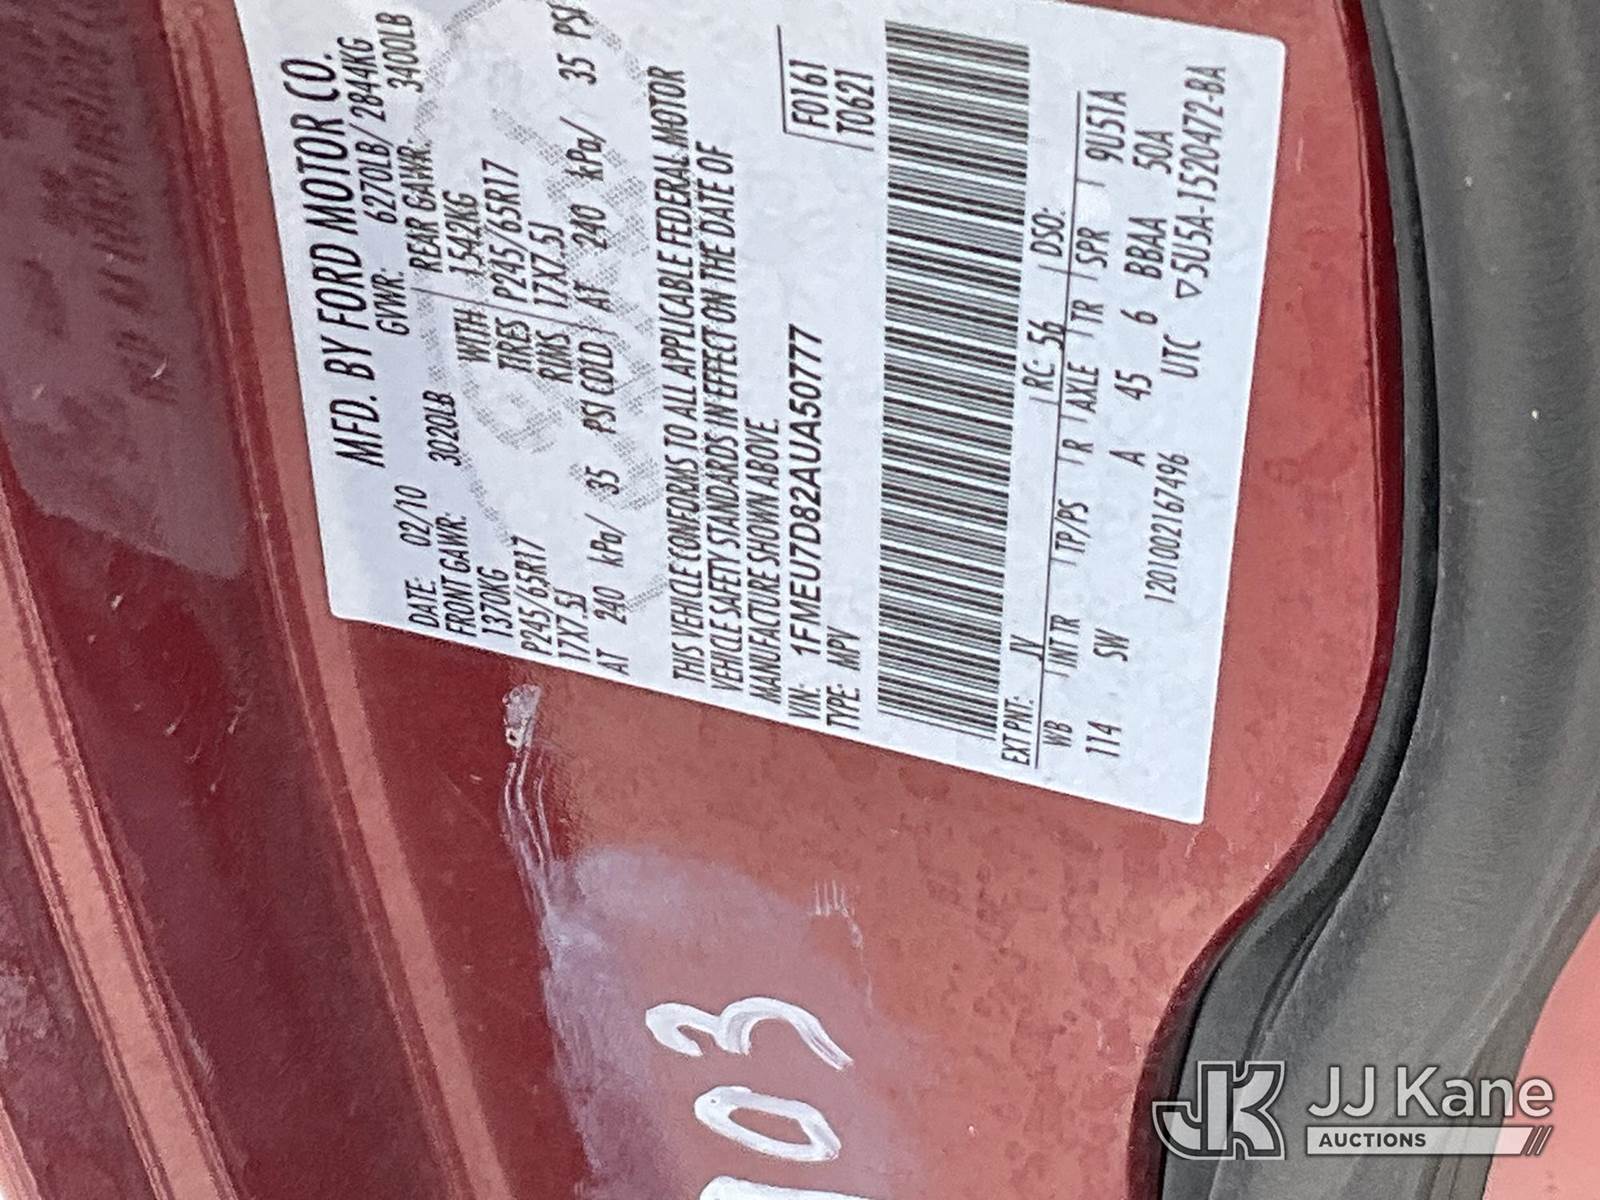 MFD. BY FORD MOTOR CO.
DATE: 02/10 GVWR: 6270LB/ 2844KG
FRONT GAWR: 3020LB REAR GAWR: 3400LB
1370KG WITH 1542KG
P245/65R17 TIRES P245/65R17
17X7.5J RIMS 17X7.5J
AT 240 kPa/ 35 PSI COLD AT 240 kPa/ 35 PSI
THIS VEHICLE CONFORMS TO ALL APPLICABLE FEDERAL MOTOR
VEHICLE SAFETY STANDARDS IN EFFECT ON THE DATE OF
MANUFACTURE SHOWN ABOVE.
VIN: 1FMEU7D82AUA50777 F0161
TYPE: MPV T0621
EXT PNT: JV RC: 56 DSO:
WB INT TR TP/PS R AXLE TR SPR 9U51A
114 SW A 45 6 BBAA 50A
1201002167496 UTC ▽5U5A-1520472-BA
03
JK JJ Kane
AUCTIONS